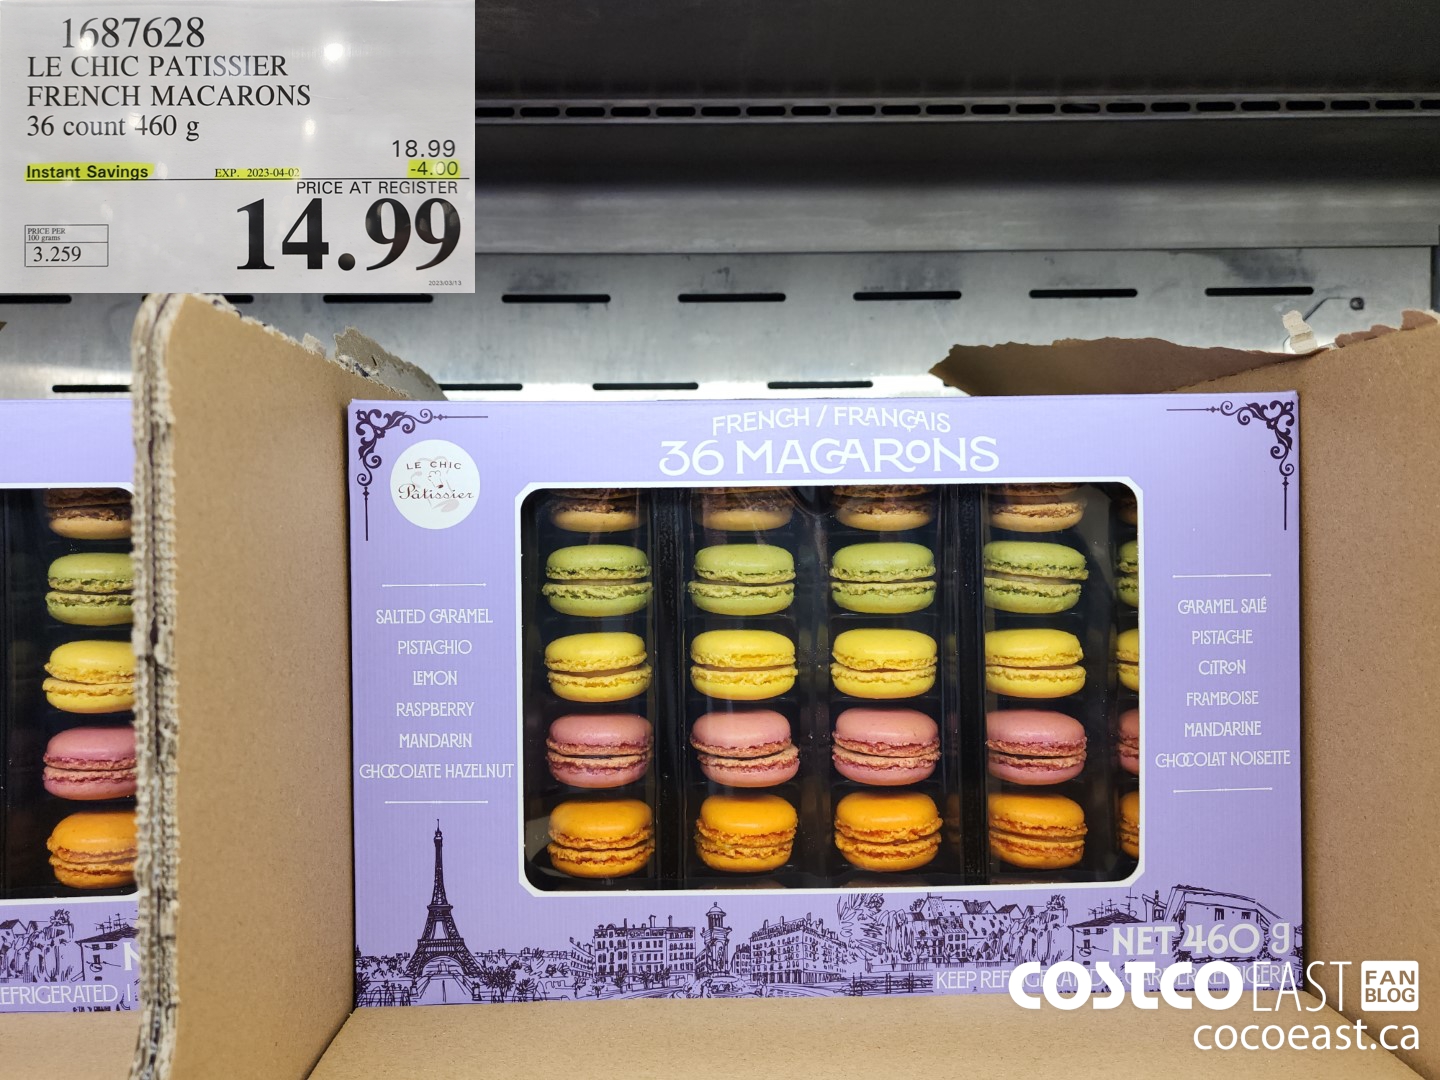 1687628
LE CHIC PATISSIER
FRENCH MACARONS
36 count 460 g
18.99
Instant Savings EXP. 2023-04-02 -4.00
PRICE AT REGISTER
14.99
PRICE PER
100 grams
3.259
2023/03/13
FRENCH / FRANÇAIS
36 MACARONS
LE CHIC
Pâtissier
SALTED CARAMEL
PISTACHIO
LEMON
RASPBERRY
MANDARIN
CHOCOLATE HAZELNUT
CARAMEL SALÉ
PISTACHE
CITRON
FRAMBOISE
MANDARINE
CHOCOLAT NOISETTE
NET 460 g
KEEP
COSTCO EAST FAN BLOG
cocoeast.ca